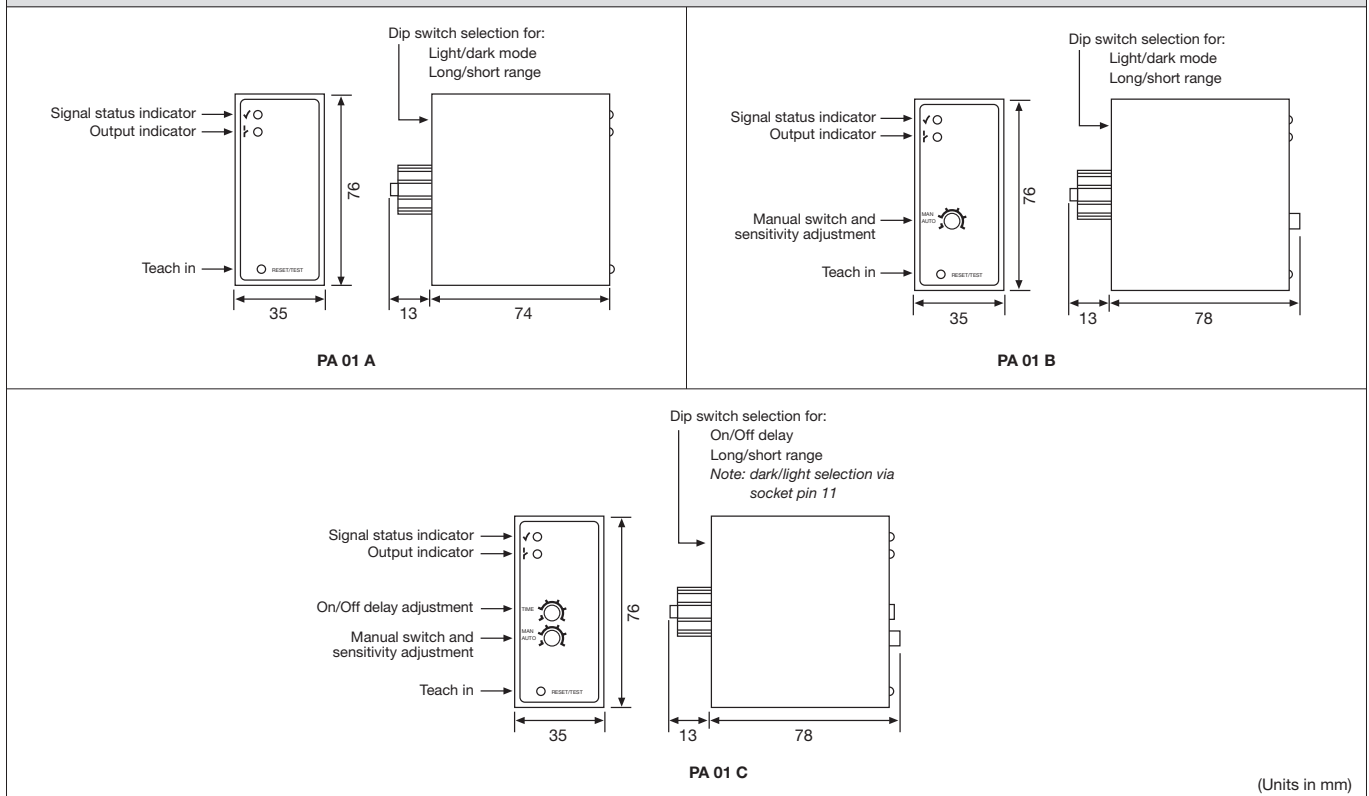 Dip switch selection for:
Light/dark mode
Long/short range
Signal status indicator
Output indicator
Teach in
RESET/TEST
76
35
13
74
PA 01 A
Dip switch selection for:
Light/dark mode
Long/short range
Signal status indicator
Output indicator
Manual switch and
sensitivity adjustment
MAN
AUTO
Teach in
RESET/TEST
76
35
13
78
PA 01 B
Dip switch selection for:
On/Off delay
Long/short range
Note: dark/light selection via
socket pin 11
Signal status indicator
Output indicator
On/Off delay adjustment
TIME
Manual switch and
sensitivity adjustment
MAN
AUTO
Teach in
RESET/TEST
76
35
13
78
PA 01 C
(Units in mm)